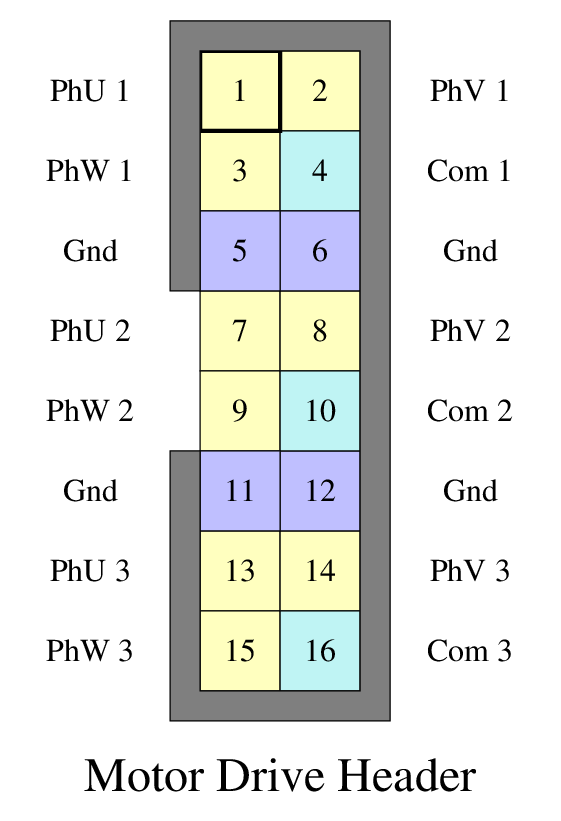 PhU 1 1 2 PhV 1
PhW 1 3 4 Com 1
Gnd 5 6 Gnd
PhU 2 7 8 PhV 2
PhW 2 9 10 Com 2
Gnd 11 12 Gnd
PhU 3 13 14 PhV 3
PhW 3 15 16 Com 3
Motor Drive Header